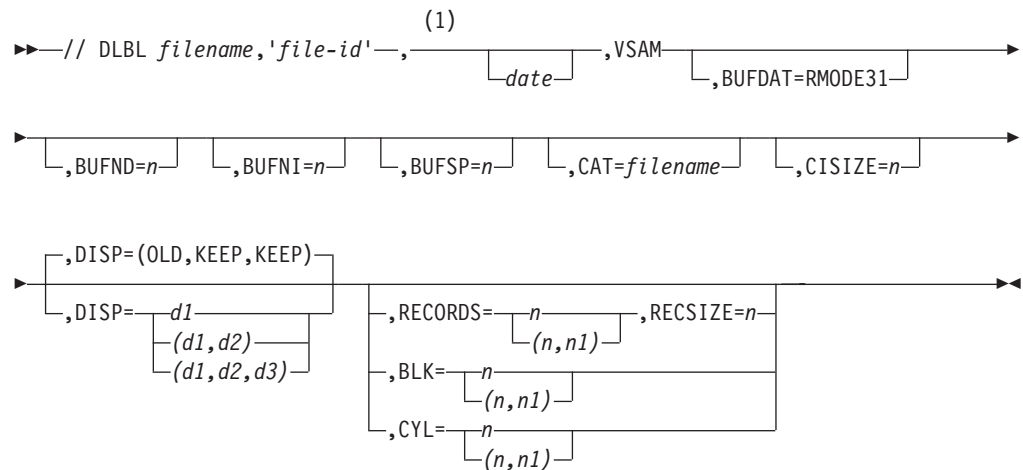 (1)
// DLBL filename,'file-id' , ,VSAM
date ,BUFDAT=RMODE31
,BUFND=n ,BUFNI=n ,BUFSP=n ,CAT=filename ,CISIZE=n
,DISP=(OLD,KEEP,KEEP)
,DISP= d1 ,RECORDS= n ,RECSIZE=n
(d1,d2) (n,n1)
(d1,d2,d3) ,BLK= n
(n,n1)
,CYL= n
(n,n1)